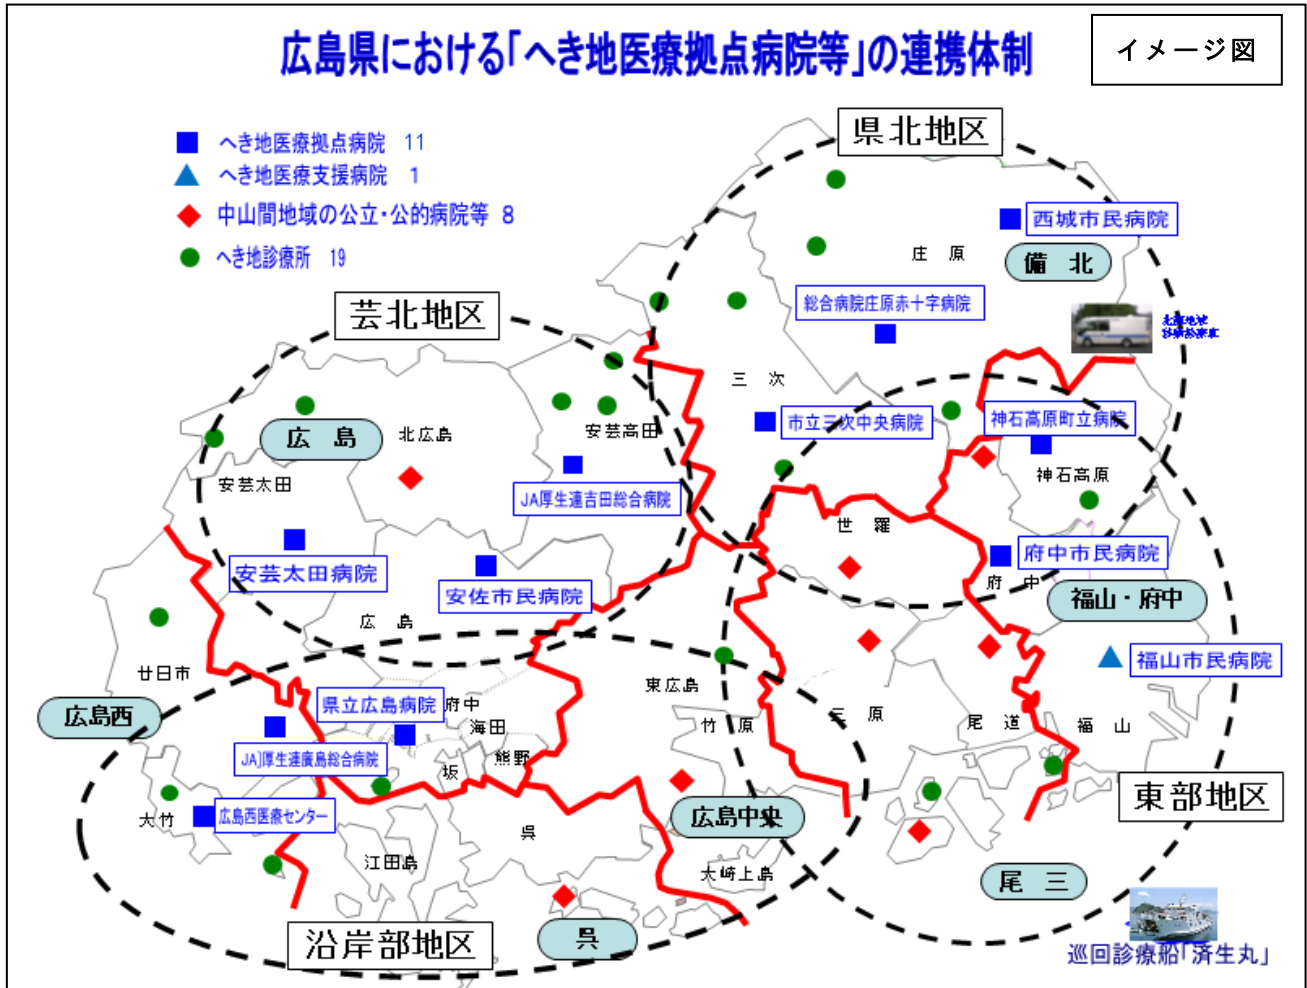 広島県における「へき地医療拠点病院等」の連携体制
イメージ図
へき地医療拠点病院 11
へき地医療支援病院 1
中山間地域の公立・公的病院等 8
へき地診療所 19
県北地区
西城市民病院
庄原
備北
総合病院庄原赤十字病院
芸北地区
三次
市立三次中央病院
神石高原町立病院
神石高原
広島
北広島
安芸高田
安芸太田
JA厚生連吉田総合病院
世羅
安芸太田病院
安佐市民病院
府中市民病院
府中
福山・府中
広島
福山市民病院
廿日市
広島西
県立広島病院
府中
海田
熊野
坂
東広島
竹原
三原
尾道
福山
JA]厚生連廣島総合病院
東部地区
大竹
広島西医療センター
広島中央
呉
江田島
大崎上島
尾三
沿岸部地区
呉
巡回診療船「済生丸」